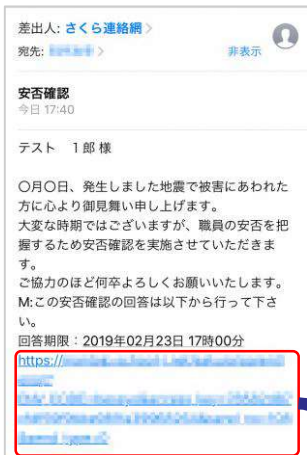 差出人: さくら連絡網
宛先:
非表示
安否確認
今日 17:40
テスト 1郎 様
〇月〇日、発生しました地震で被害にあわれた
方に心より御見舞い申し上げます。
大変な時期ではございますが、職員の安否を把
握するため安否確認を実施させていただきま
す。
ご協力のほど何卒よろしくお願いいたします。
M:この安否確認の回答は以下から行って下さ
い。
回答期限：2019年02月23日 17時00分
https://